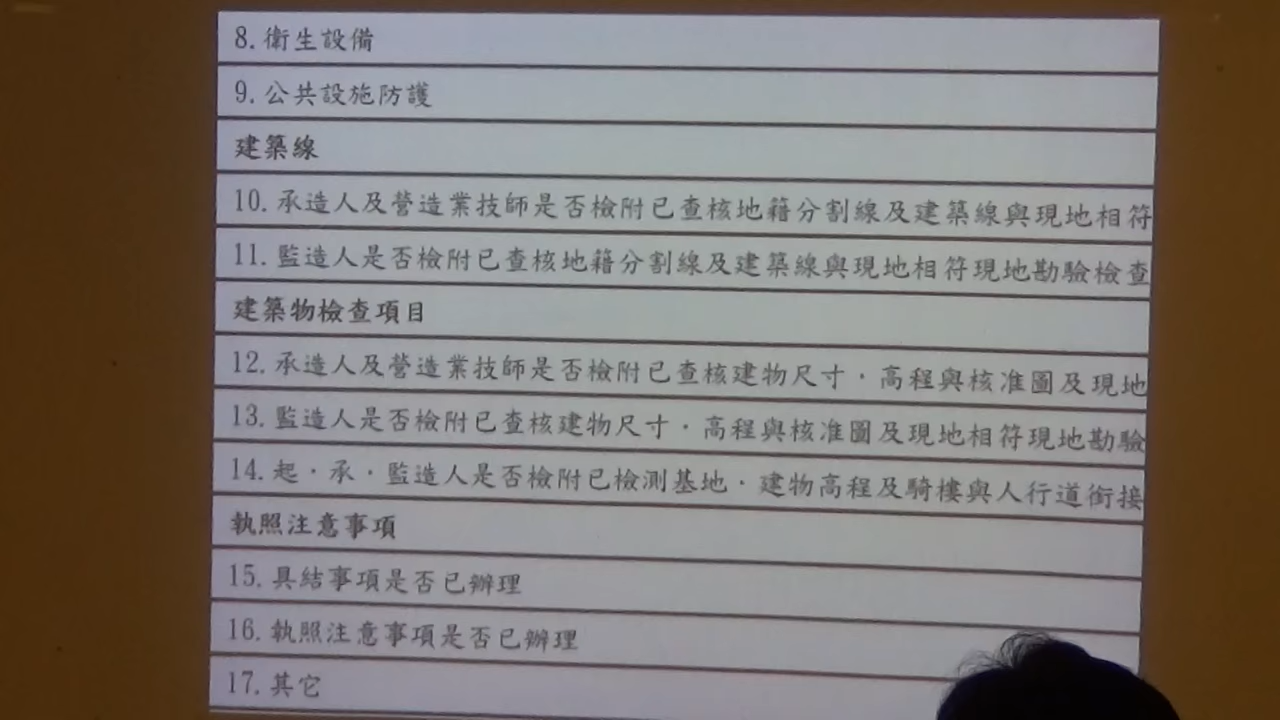 8. 衛生設備
9. 公共設施防護
建築線
10. 承造人及營造業技師是否檢附已查核地籍分割線及建築線與現地相符
11. 監造人是否檢附已查核地籍分割線及建築線與現地相符現地勘驗檢查
建築物檢查項目
12. 承造人及營造業技師是否檢附已查核建物尺寸．高程與核准圖及現地
13. 監造人是否檢附已查核建物尺寸．高程與核准圖及現地相符現地勘驗
14. 起．承．監造人是否檢附已檢測基地．建物高程及騎樓與人行道銜接
執照注意事項
15. 具結事項是否已辦理
16. 執照注意事項是否已辦理
17. 其它